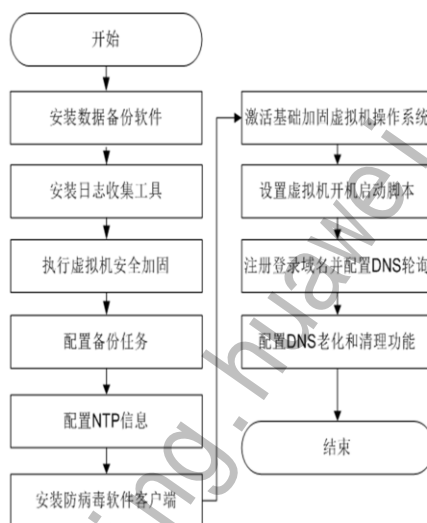 开始
安装数据备份软件
安装日志收集工具
执行虚拟机安全加固
配置备份任务
配置NTP信息
安装防病毒软件客户端
激活基础加固虚拟机操作系统
设置虚拟机开机启动脚本
注册登录域名并配置DNS轮询
配置DNS老化和清理功能
结束
ing.huawei